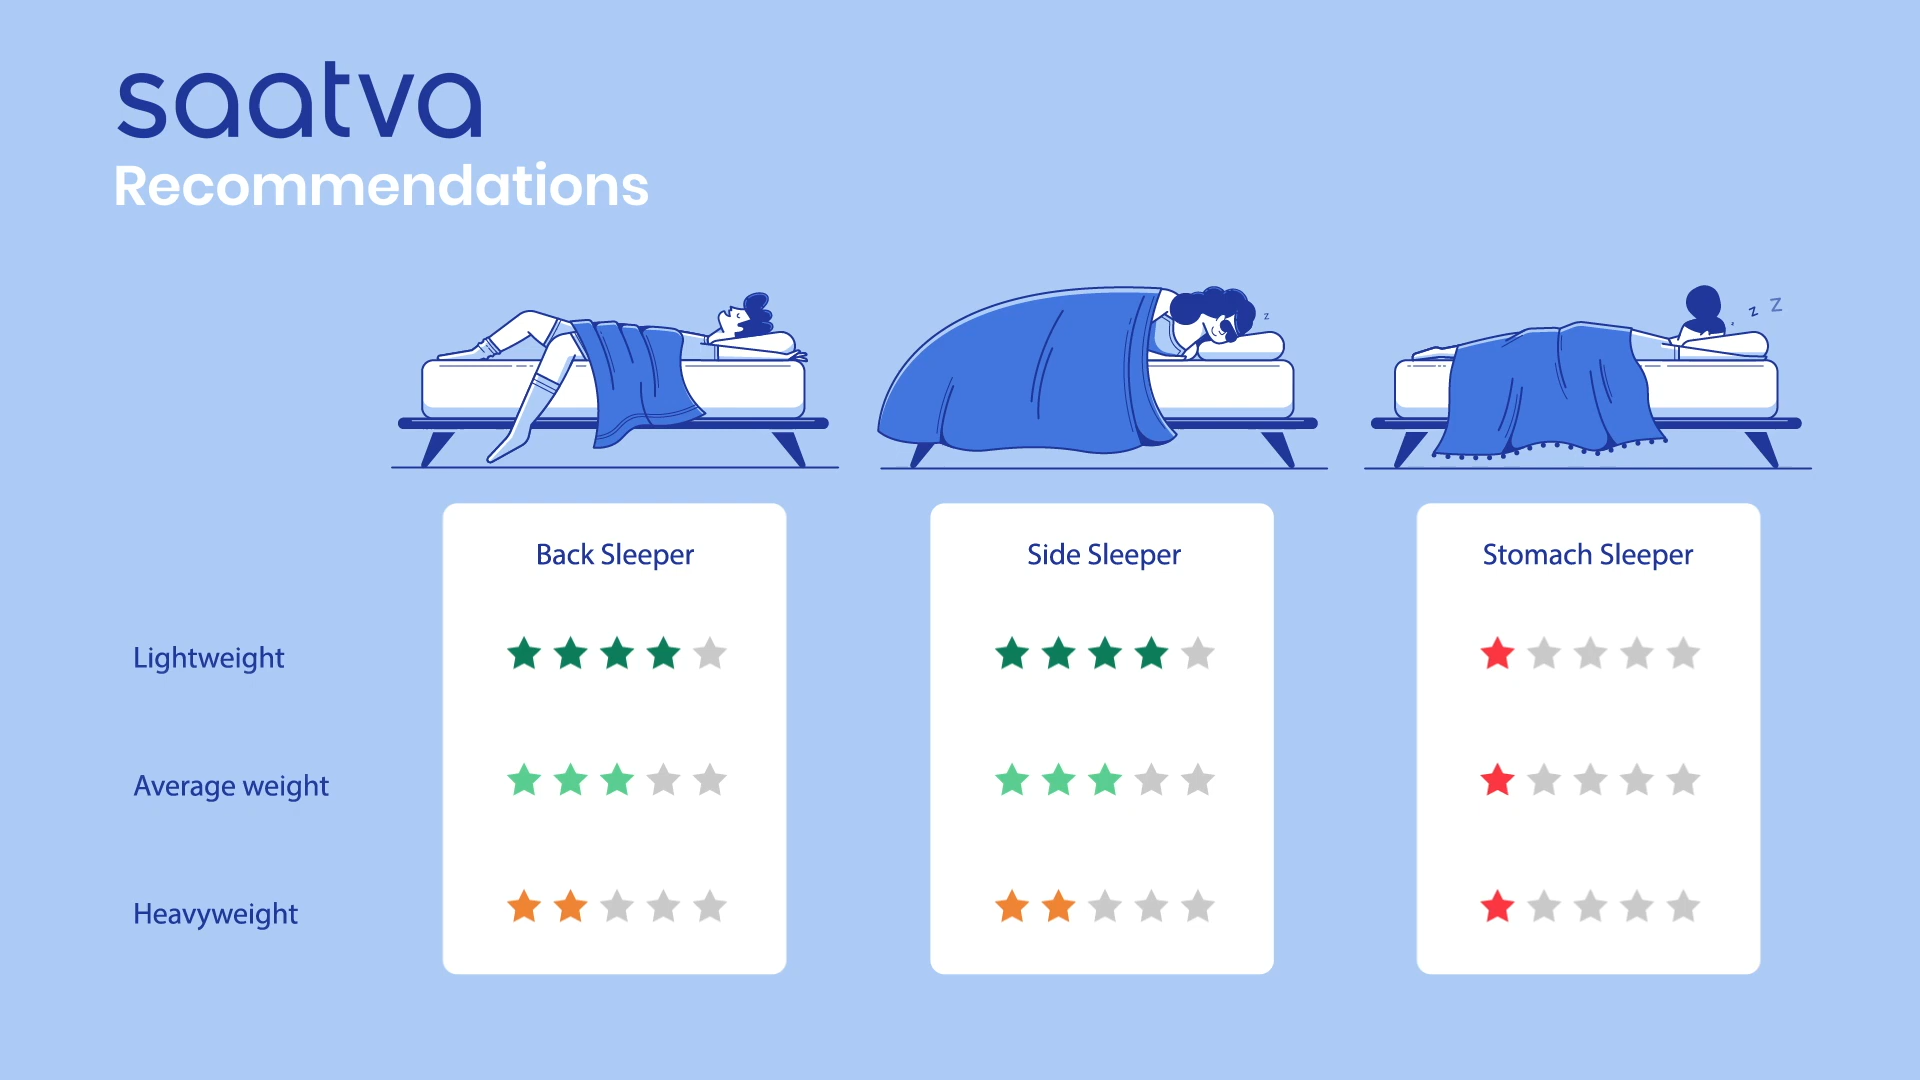 saatva
Recommendations
z
z z z
Back Sleeper
Side Sleeper
Stomach Sleeper
Lightweight
Average weight
Heavyweight